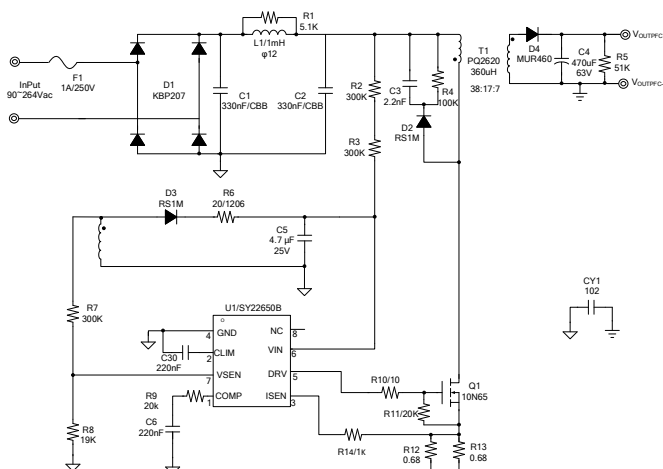 R1
5.1K
L1/1mH
φ12
F1
1A/250V
InPut
90~264Vac
D1
KBP207
C1
330nF/CBB
C2
330nF/CBB
R2
300K
R3
300K
C3
2.2nF
R4
100K
D2
RS1M
T1
PQ2620
360uH
38:17:7
D4
MUR460
C4
470uF
63V
R5
51K
VOUTPFC+
VOUTPFC-
D3
RS1M
R6
20/1206
C5
4.7 µF
25V
R7
300K
R8
19K
U1/SY22650B
GND
4
CLIM
2
VSEN
7
COMP
1
NC
8
VIN
6
DRV
5
ISEN
3
C30
220nF
R9
20k
C6
220nF
R10/10
R11/20K
Q1
10N65
R14/1k
R12
0.68
R13
0.68
CY1
102